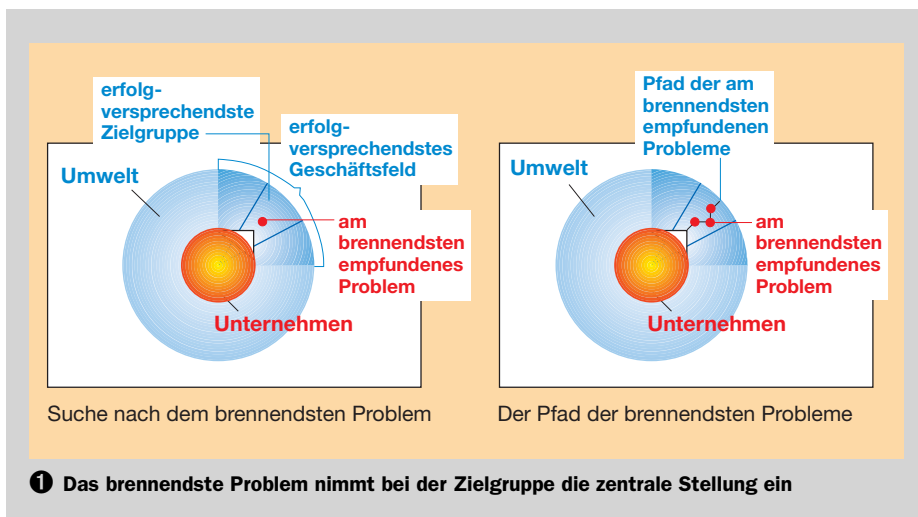 erfolg-
versprechendste
Zielgruppe
erfolg-
versprechendstes
Geschäftsfeld
Umwelt
am
brennendsten
empfundenes
Problem
Unternehmen
Suche nach dem brennendsten Problem
Pfad der am
brennendsten
empfundenen
Probleme
Umwelt
am
brennendsten
empfundenes
Problem
Unternehmen
Der Pfad der brennendsten Probleme
❶ Das brennendste Problem nimmt bei der Zielgruppe die zentrale Stellung ein